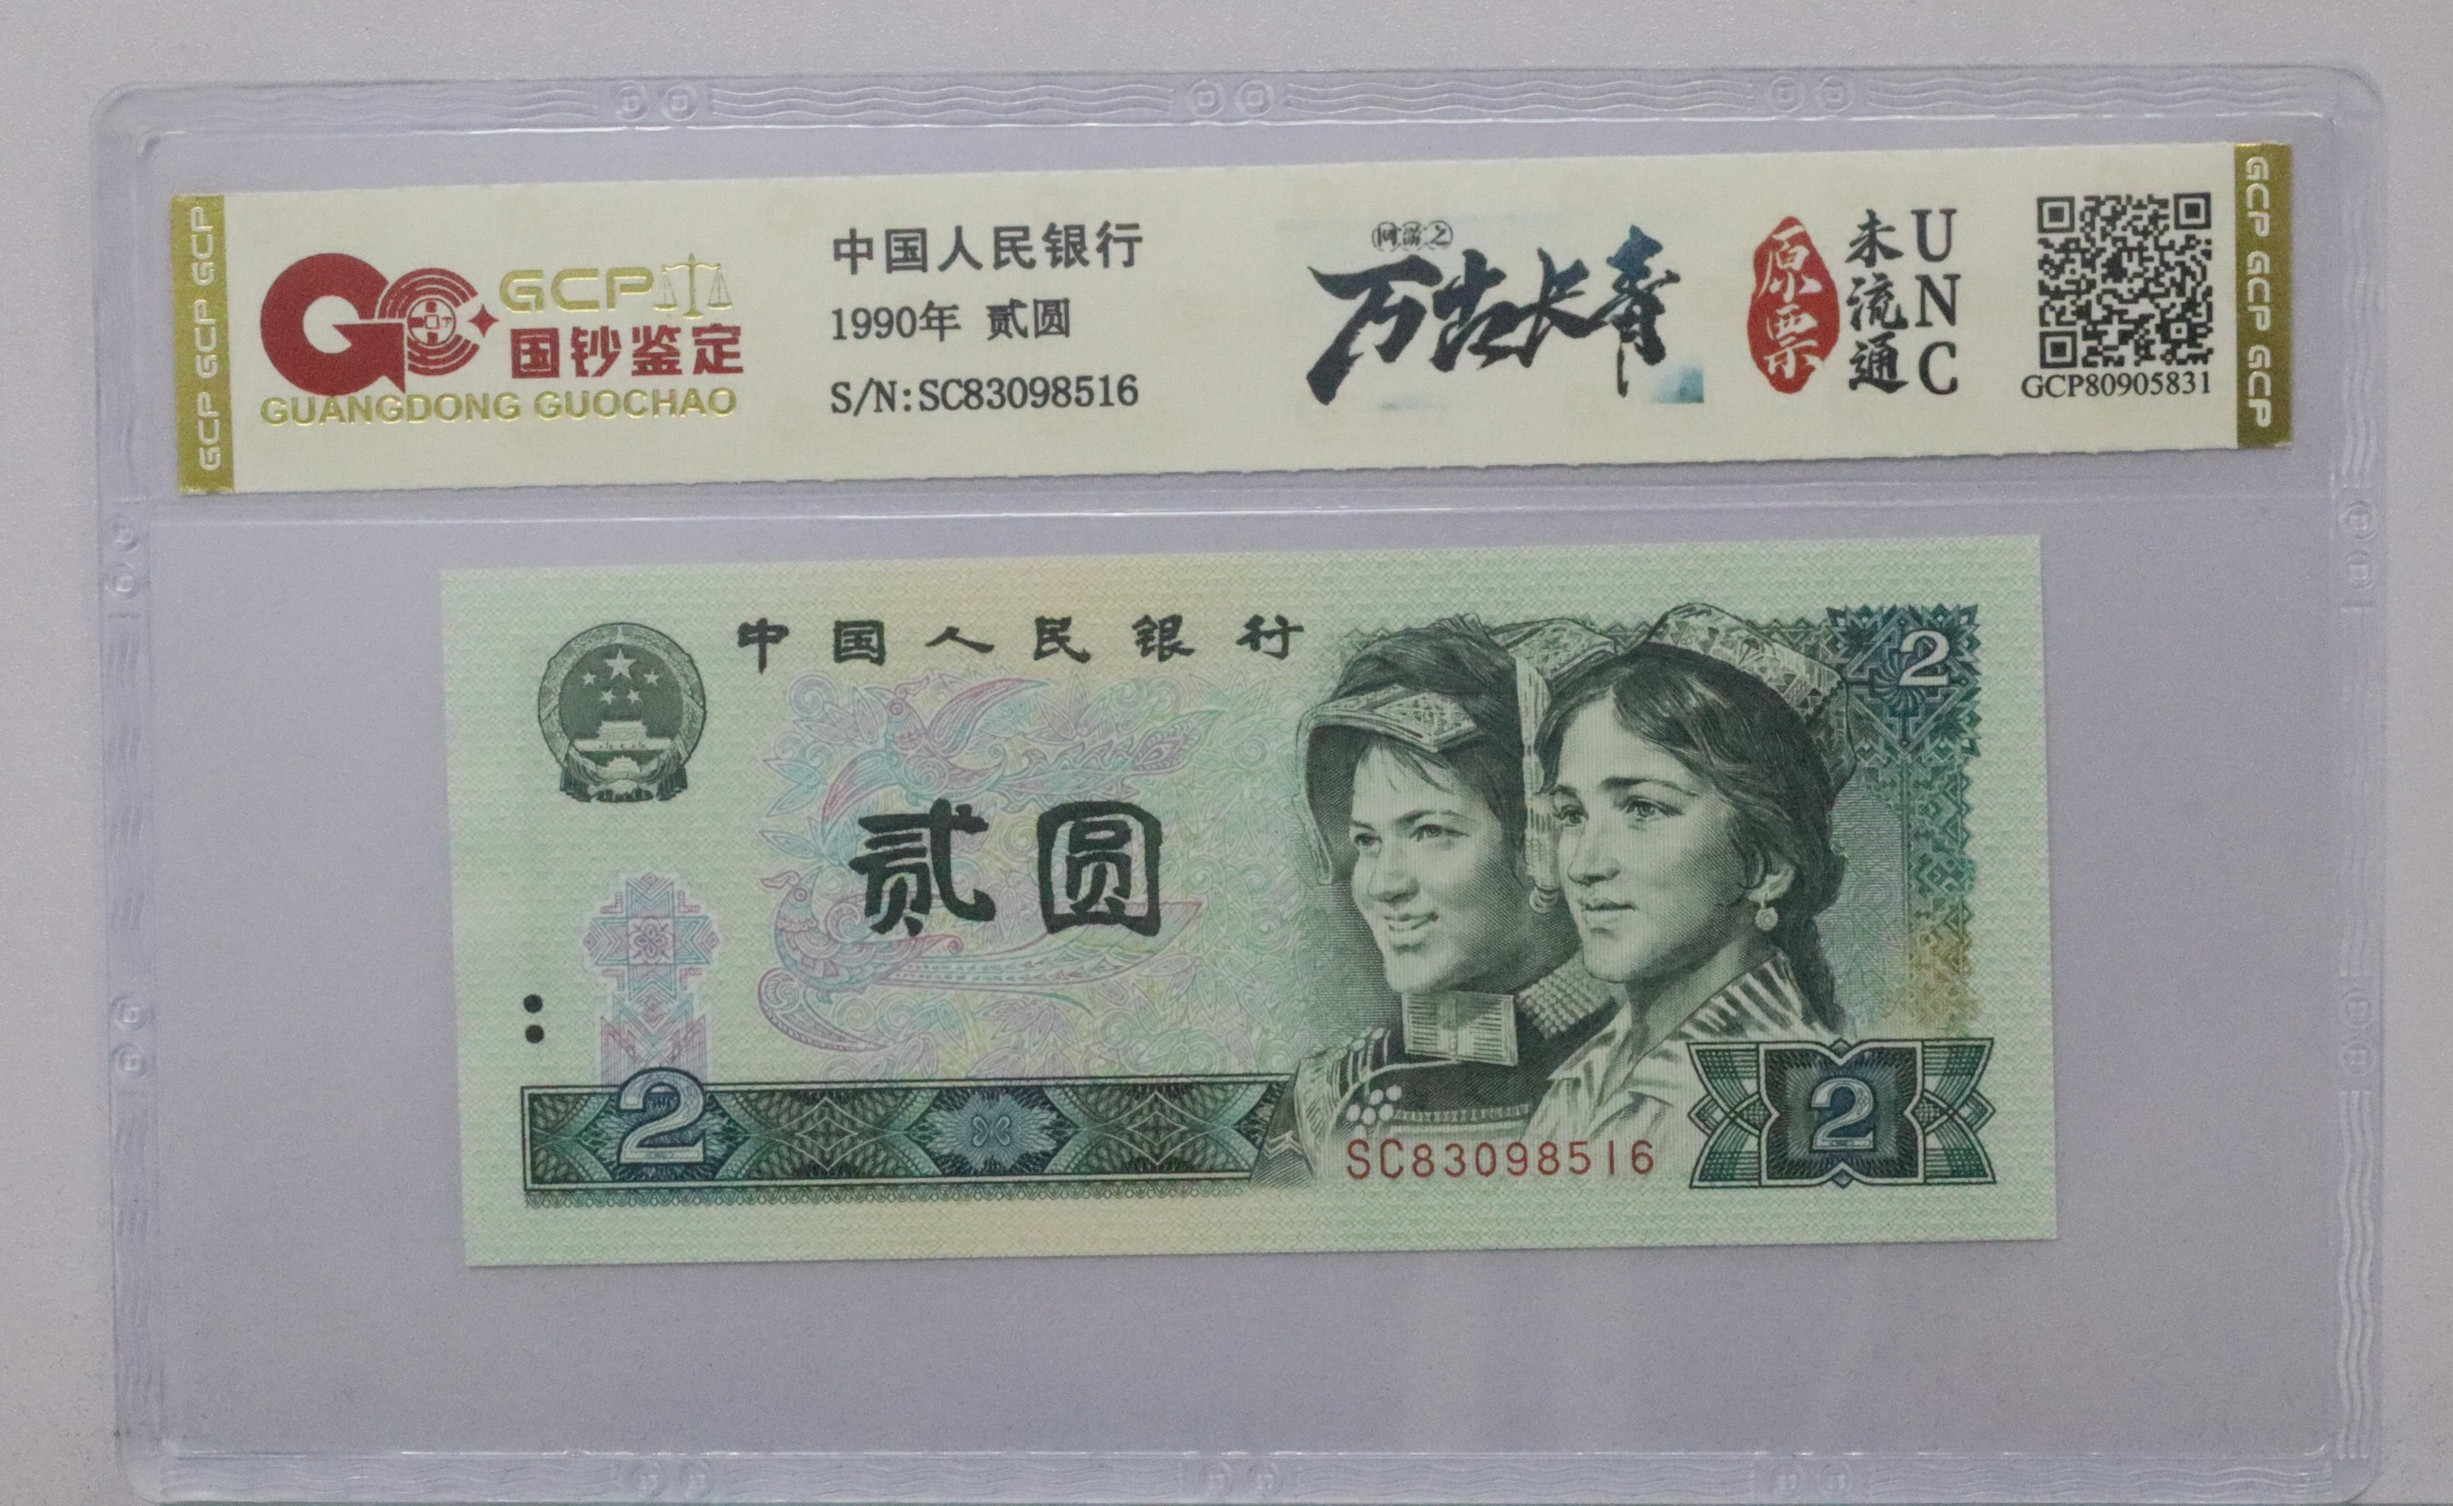 GCP GCP GCP GCP
GCP
国钞鉴定
GUANGDONG GUOCHAO
中国人民银行
1990年 贰圆
S/N:SC83098516
万古长青
原票
未流通
UNC
GCP80905831
GCP GCP GCP GCP
中国人民银行
2
贰圆
2
SC83098516
2